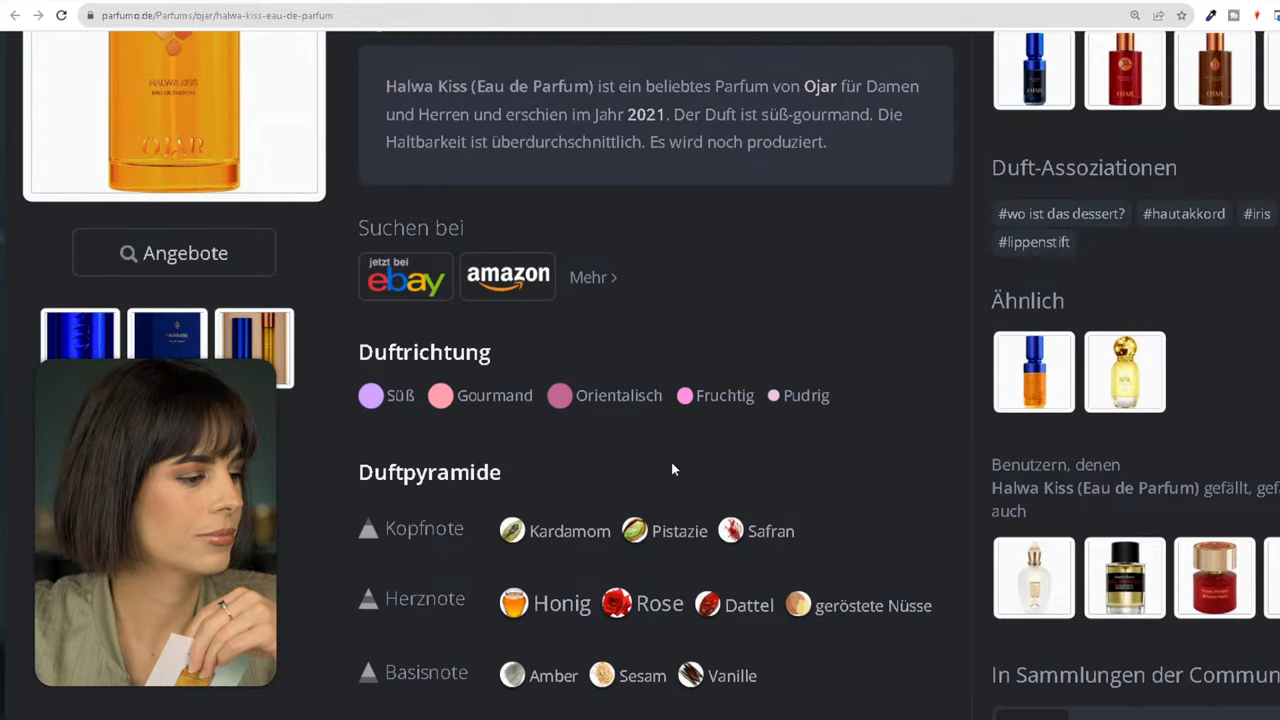 parfumo.de/Parfums/ojar/halwa-kiss-eau-de-parfum
HALWA KISS
EAU DE PARFUM
OJAR
Angebote
Halwa Kiss (Eau de Parfum) ist ein beliebtes Parfum von Ojar für Damen
und Herren und erschien im Jahr 2021. Der Duft ist süß-gourmand. Die
Haltbarkeit ist überdurchschnittlich. Es wird noch produziert.
Suchen bei
jetzt bei
ebay
amazon
Mehr >
Duftrichtung
Süß Gourmand Orientalisch Fruchtig Pudrig
Duftpyramide
Kopfnote Kardamom Pistazie Safran
Herznote Honig Rose Dattel geröstete Nüsse
Basisnote Amber Sesam Vanille
OJAR OJAR OJAR
Duft-Assoziationen
#wo ist das dessert? #hautakkord #iris
#lippenstift
Ähnlich
Benutzern, denen
Halwa Kiss (Eau de Parfum) gefällt, gef
auch
In Sammlungen der Commun